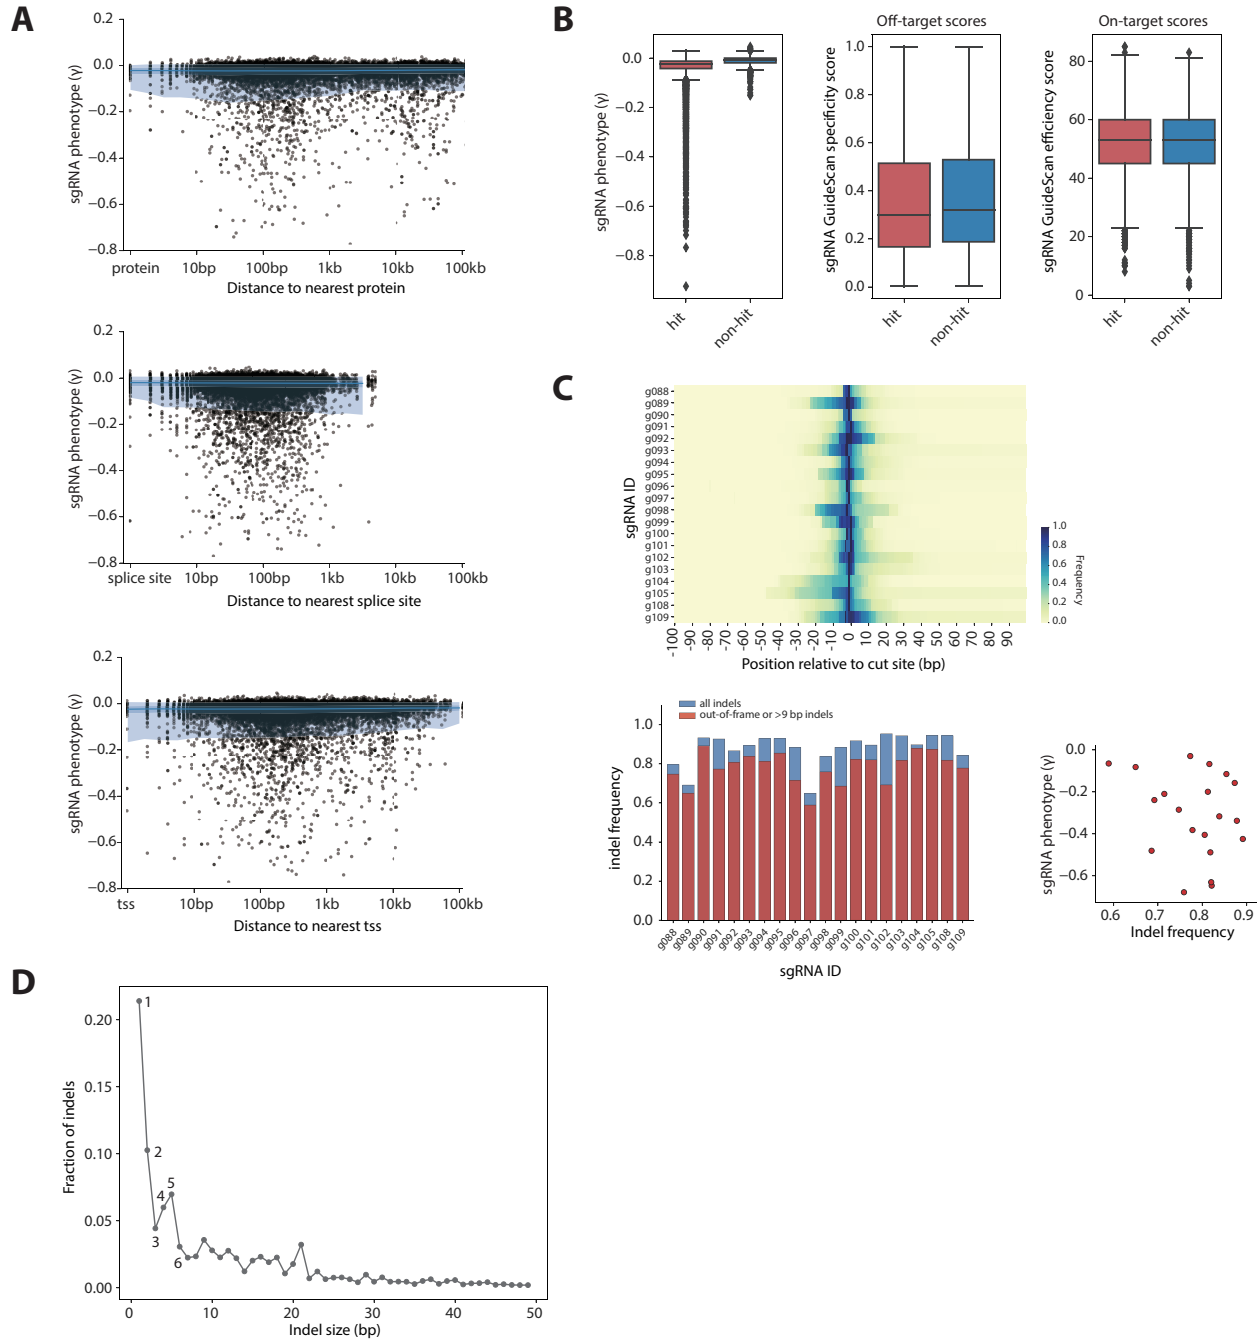 A
0.2
0.0
−0.2
−0.4
−0.6
−0.8
sgRNA phenotype (γ)
protein 10bp 100bp 1kb 10kb 100kb
Distance to nearest protein
0.2
0.0
−0.2
−0.4
−0.6
−0.8
sgRNA phenotype (γ)
splice site 10bp 100bp 1kb 10kb 100kb
Distance to nearest splice site
0.2
0.0
−0.2
−0.4
−0.6
−0.8
sgRNA phenotype (γ)
tss 10bp 100bp 1kb 10kb 100kb
Distance to nearest tss
B
0.0
−0.2
−0.4
−0.6
−0.8
sgRNA phenotype (γ)
hit non-hit
Off-target scores
1.0
0.8
0.6
0.4
0.2
0.0
sgRNA GuideScan specificity score
hit non-hit
On-target scores
80
60
40
20
0
sgRNA GuideScan efficiency score
hit non-hit
C
sgRNA ID
g088
g089
g090
g091
g092
g093
g094
g095
g096
g097
g098
g099
g100
g101
g102
g103
g104
g105
g108
g109
-100 -90 -80 -70 -60 -50 -40 -30 -20 -10 0 10 20 30 40 50 60 70 80 90
Position relative to cut site (bp)
1.0
0.8
0.6
0.4
0.2
0.0
Frequency
all indels
out-of-frame or >9 bp indels
1.0
0.8
0.6
0.4
0.2
0.0
indel frequency
g088 g089 g090 g091 g092 g093 g094 g095 g096 g097 g098 g099 g100 g101 g102 g103 g104 g105 g108 g109
sgRNA ID
0.0
−0.2
−0.4
−0.6
sgRNA phenotype (γ)
0.6 0.7 0.8 0.9
Indel frequency
D
0.20
0.15
0.10
0.05
0.00
Fraction of indels
1
2
3
4
5
6
0 10 20 30 40 50
Indel size (bp)